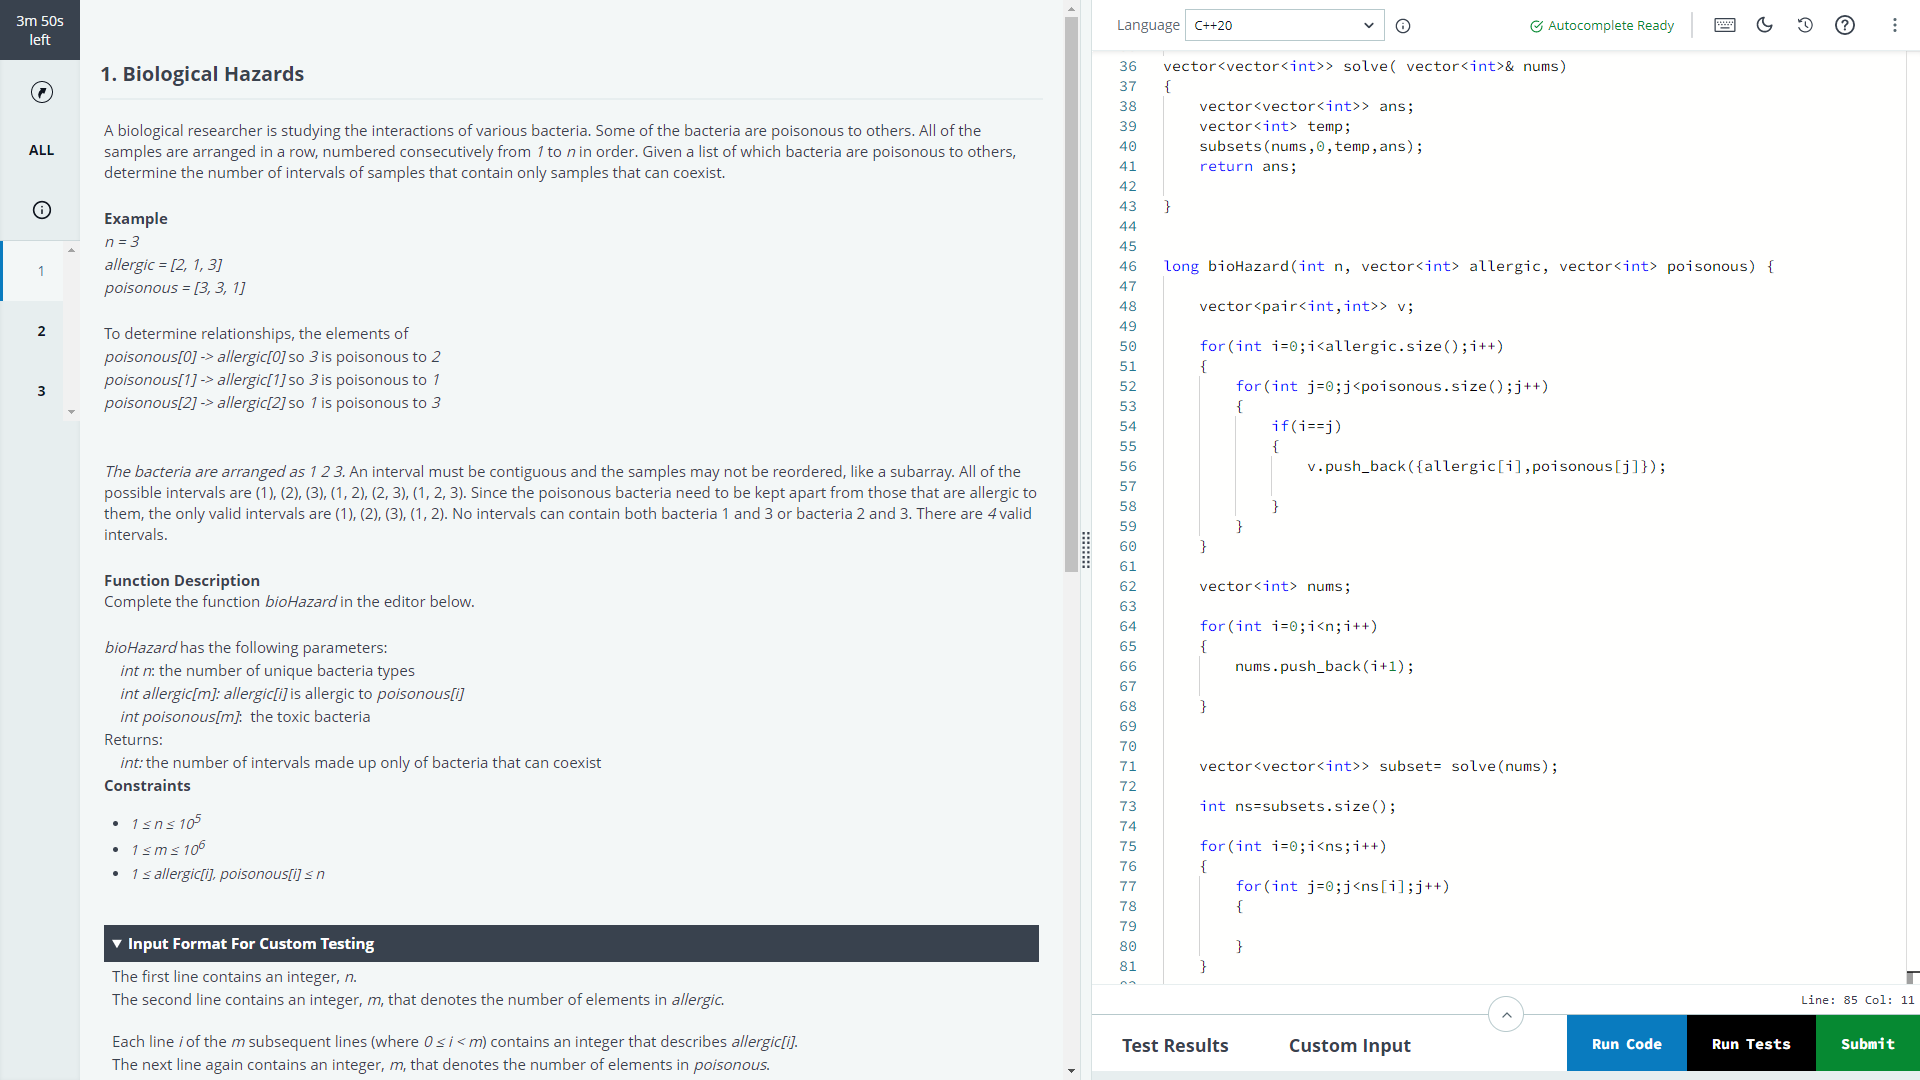 3m 50s
left
ALL
1
2
3
1. Biological Hazards
A biological researcher is studying the interactions of various bacteria. Some of the bacteria are poisonous to others. All of the
samples are arranged in a row, numbered consecutively from 1 to n in order. Given a list of which bacteria are poisonous to others,
determine the number of intervals of samples that contain only samples that can coexist.
Example
n = 3
allergic = [2, 1, 3]
poisonous = [3, 3, 1]
To determine relationships, the elements of
poisonous[0] -> allergic[0] so 3 is poisonous to 2
poisonous[1] -> allergic[1] so 3 is poisonous to 1
poisonous[2] -> allergic[2] so 1 is poisonous to 3
The bacteria are arranged as 1 2 3. An interval must be contiguous and the samples may not be reordered, like a subarray. All of the
possible intervals are (1), (2), (3), (1, 2), (2, 3), (1, 2, 3). Since the poisonous bacteria need to be kept apart from those that are allergic to
them, the only valid intervals are (1), (2), (3), (1, 2). No intervals can contain both bacteria 1 and 3 or bacteria 2 and 3. There are 4 valid
intervals.
Function Description
Complete the function bioHazard in the editor below.
bioHazard has the following parameters:
int n: the number of unique bacteria types
int allergic[m]: allergic[i] is allergic to poisonous[i]
int poisonous[m]: the toxic bacteria
Returns:
int: the number of intervals made up only of bacteria that can coexist
Constraints
• 1 ≤ n ≤ 10^5
• 1 ≤ m ≤ 10^6
• 1 ≤ allergic[i], poisonous[i] ≤ n
▼ Input Format For Custom Testing
The first line contains an integer, n.
The second line contains an integer, m, that denotes the number of elements in allergic.
Each line i of the m subsequent lines (where 0 ≤ i < m) contains an integer that describes allergic[i].
The next line again contains an integer, m, that denotes the number of elements in poisonous.
Language C++20 Autocomplete Ready
36 vector<vector<int>> solve( vector<int>& nums)
37 {
38 vector<vector<int>> ans;
39 vector<int> temp;
40 subsets(nums,0,temp,ans);
41 return ans;
42
43 }
44
45
46 long bioHazard(int n, vector<int> allergic, vector<int> poisonous) {
47
48 vector<pair<int,int>> v;
49
50 for(int i=0;i<allergic.size();i++)
51 {
52 for(int j=0;j<poisonous.size();j++)
53 {
54 if(i==j)
55 {
56 v.push_back({allergic[i],poisonous[j]});
57
58 }
59 }
60 }
61
62 vector<int> nums;
63
64 for(int i=0;i<n;i++)
65 {
66 nums.push_back(i+1);
67
68 }
69
70
71 vector<vector<int>> subset= solve(nums);
72
73 int ns=subsets.size();
74
75 for(int i=0;i<ns;i++)
76 {
77 for(int j=0;j<ns[i];j++)
78 {
79
80 }
81 }
Line: 85 Col: 11
Test Results Custom Input Run Code Run Tests Submit